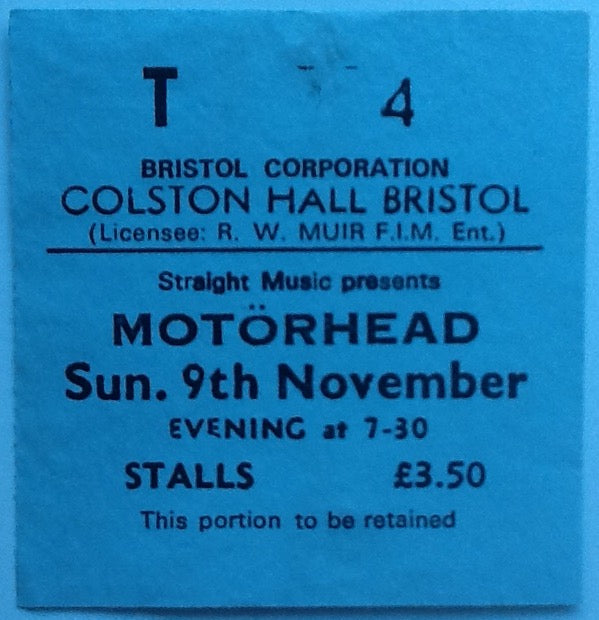 T 4
BRISTOL CORPORATION
COLSTON HALL BRISTOL
(Licensee: R. W. MUIR F.I.M. Ent.)
Straight Music presents
MOTÖRHEAD
Sun. 9th November
EVENING at 7-30
STALLS £3.50
This portion to be retained